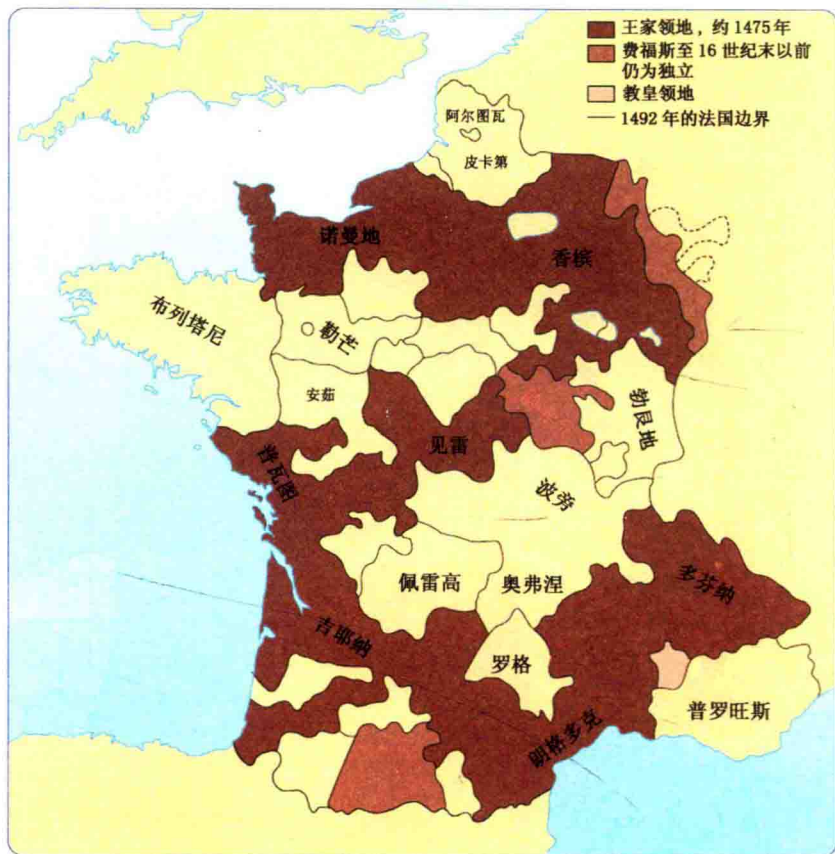 王家领地，约1475年
费福斯至16世纪末以前
仍为独立
教皇领地
1492年的法国边界
阿尔图瓦
皮卡第
诺曼地
香槟
布列塔尼
勒芒
安茹
勃艮地
见雷
普瓦图
波旁
佩雷高
奥弗涅
多芬纳
吉耶纳
罗格
普罗旺斯
朗格多克